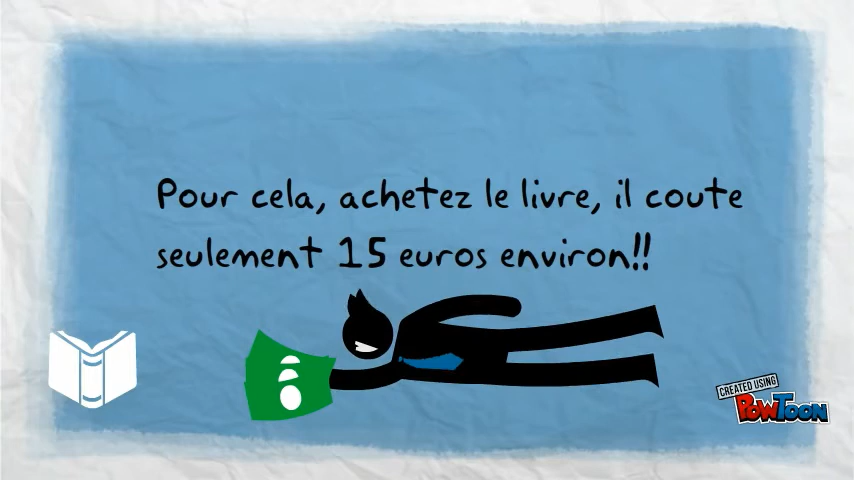 Pour cela, achetez le livre, il coute
seulement 15 euros environ!!
CREATED USING
POWTOON